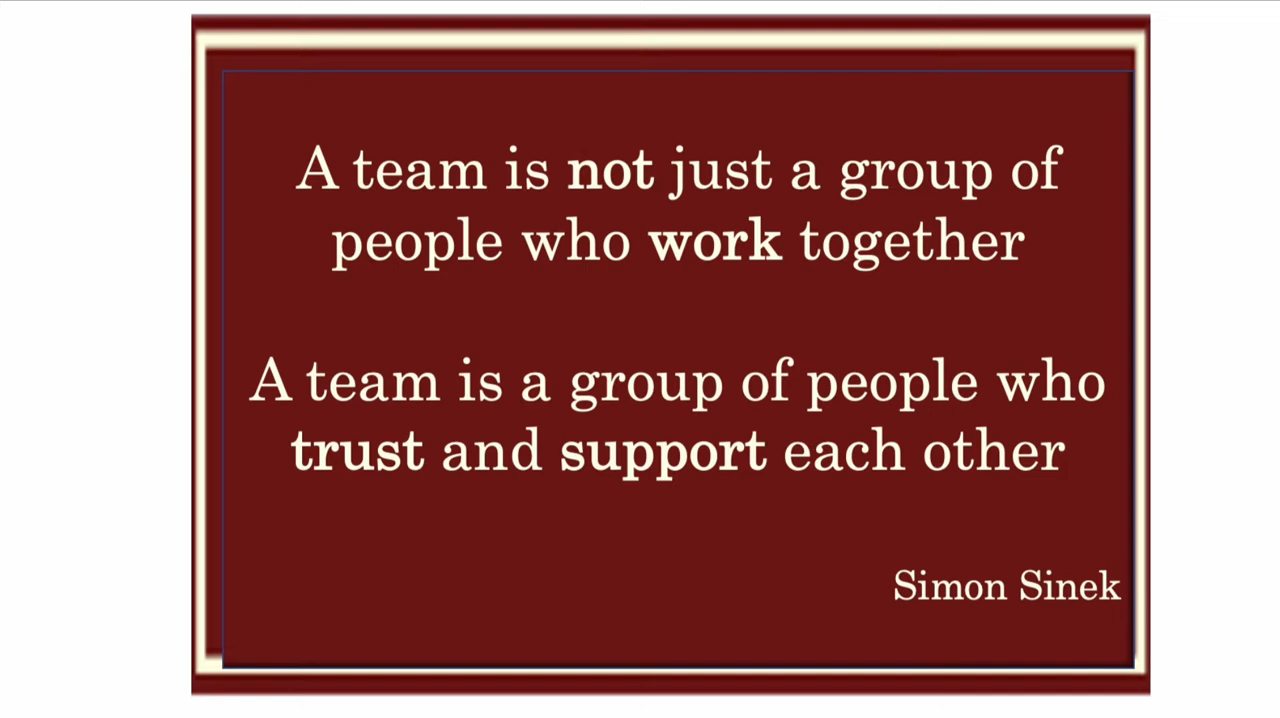 A team is not just a group of
people who work together
A team is a group of people who
trust and support each other
Simon Sinek